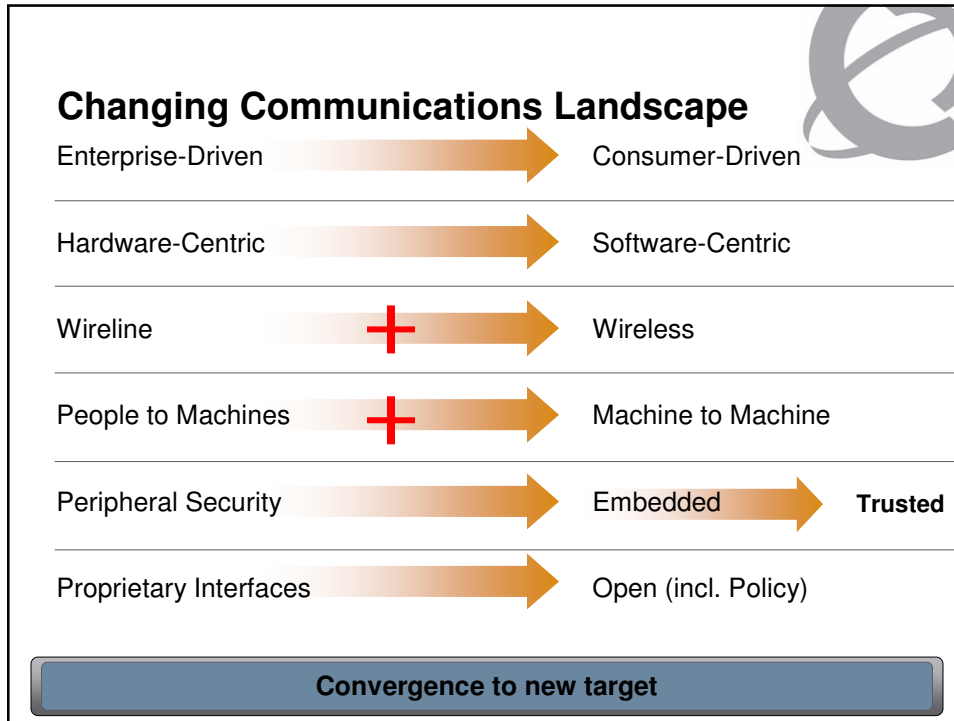 Changing Communications Landscape
Enterprise-Driven Consumer-Driven
Hardware-Centric Software-Centric
Wireline Wireless
People to Machines Machine to Machine
Peripheral Security Embedded Trusted
Proprietary Interfaces Open (incl. Policy)
Convergence to new target